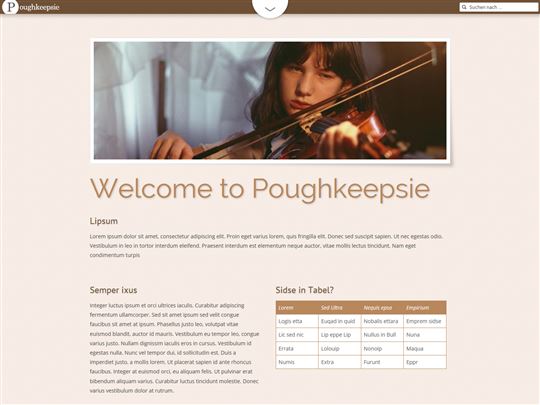 Poughkeepsie
Suchen nach ...
Welcome to Poughkeepsie
Lipsum
Lorem ipsum dolor sit amet, consectetur adipiscing elit. Proin eget varius lorem, quis fringilla elit. Donec sed suscipit sapien. Ut nec egestas odio.
Vestibulum in leo in tortor interdum eleifend. Praesent interdum est elementum neque auctor, vitae mollis lectus tincidunt. Nam eget
condimentum turpis
Semper ixus
Integer luctus ipsum et orci ultrices iaculis. Curabitur adipiscing
fermentum ullamcorper. Sed sit amet ipsum sed velit congue
faucibus sit amet at ipsum. Phasellus justo leo, volutpat vitae
euismod blandit, auctor id mauris. Vestibulum eu tempor leo, congue
varius justo. Nullam dignissim iaculis eros in cursus. Vestibulum id
egestas nulla. Nunc vel tempor dui, id sollicitudin est. Duis a
imperdiet justo, a mollis lorem. Ut placerat sapien id ante rhoncus
faucibus. Integer at euismod orci, eu aliquam felis. Ut pulvinar erat
bibendum aliquam varius. Curabitur luctus tincidunt molestie. Donec
varius vestibulum dolor at rutrum.
Sidse in Tabel?
Lorem Sed Ultra Nequis epse Empirium
Logis etta Euqad in quid Nobalis ettara Emprom sidse
Lic sed nic Lip eppe Lip Nullus in Bull Nuna
Errata Lolouip Nonoip Maqua
Numis Extra Furunt Eppr